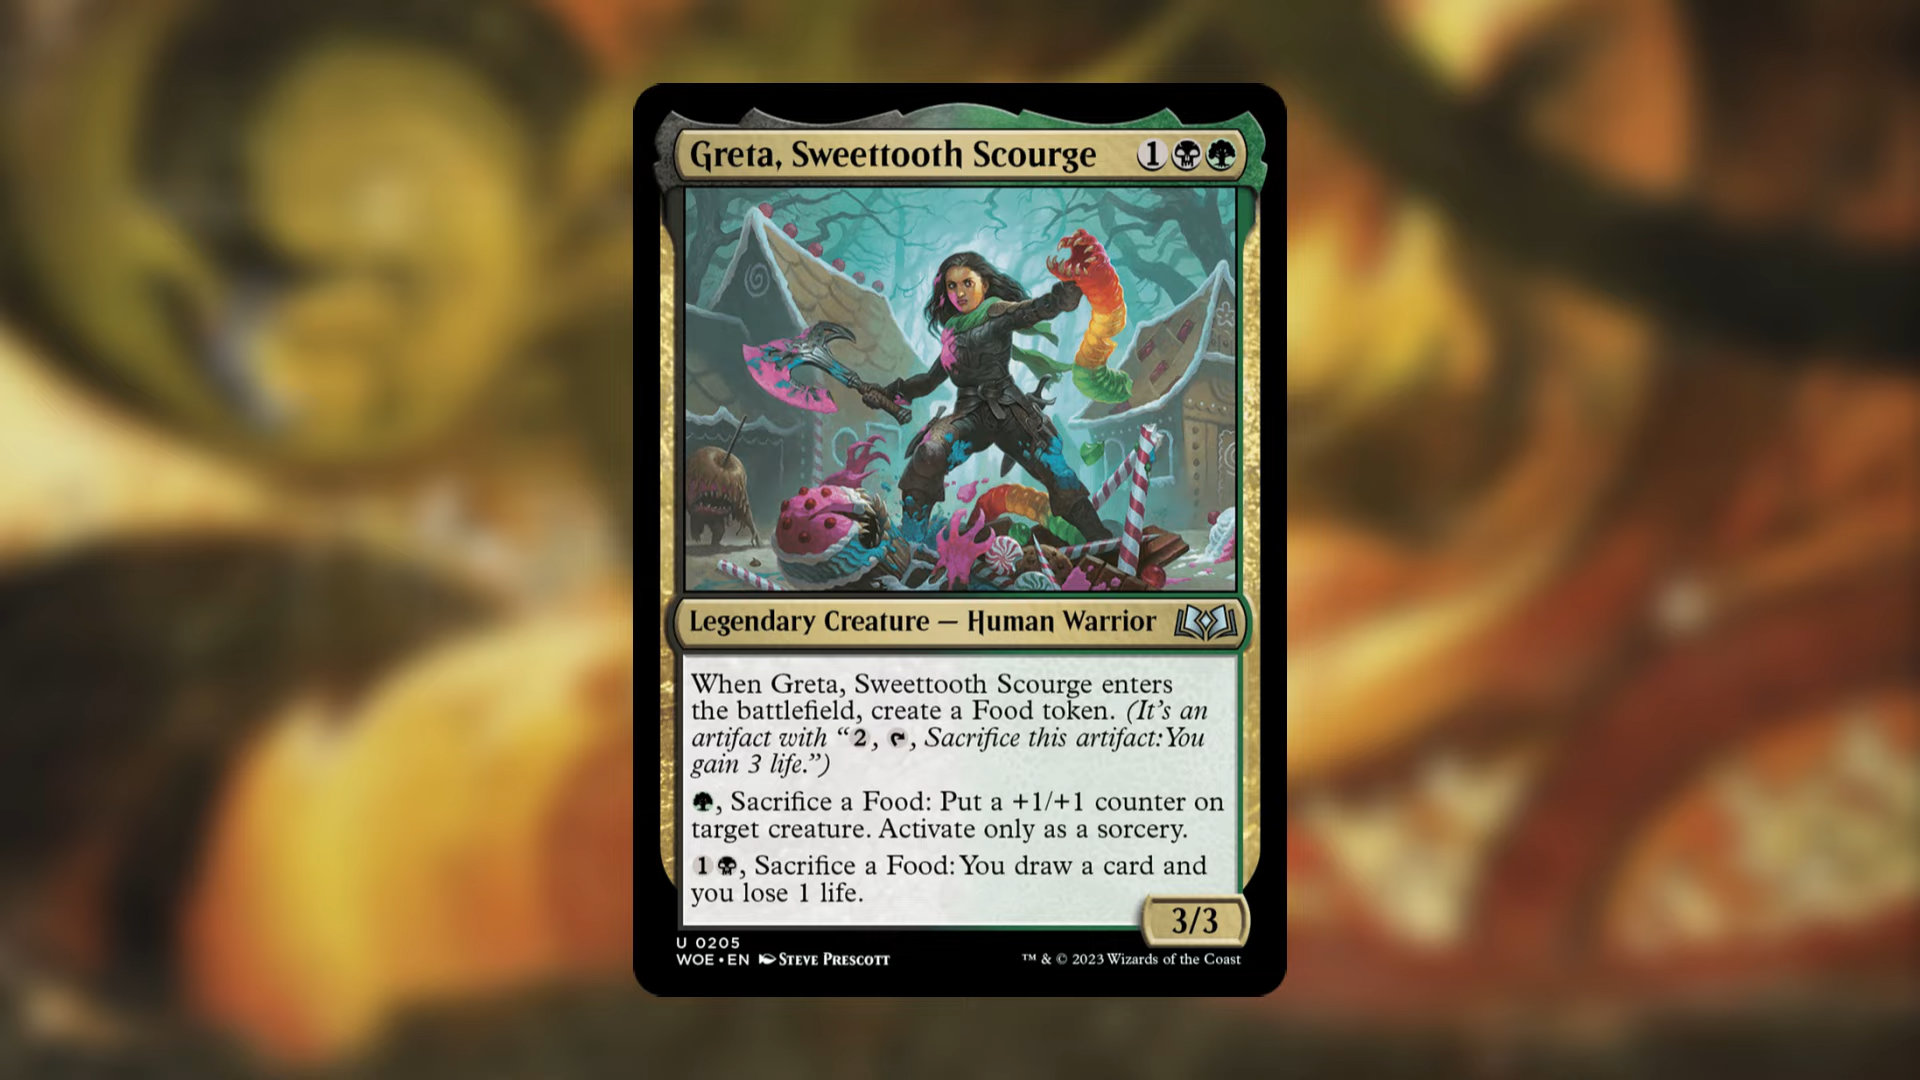 Greta, Sweettooth Scourge 1
Legendary Creature — Human Warrior
When Greta, Sweettooth Scourge enters
the battlefield, create a Food token. (It's an
artifact with “2, , Sacrifice this artifact: You
gain 3 life.”)
, Sacrifice a Food: Put a +1/+1 counter on
target creature. Activate only as a sorcery.
1, Sacrifice a Food: You draw a card and
you lose 1 life.
3/3
U 0205
WOE • EN STEVE PRESCOTT
™ & © 2023 Wizards of the Coast